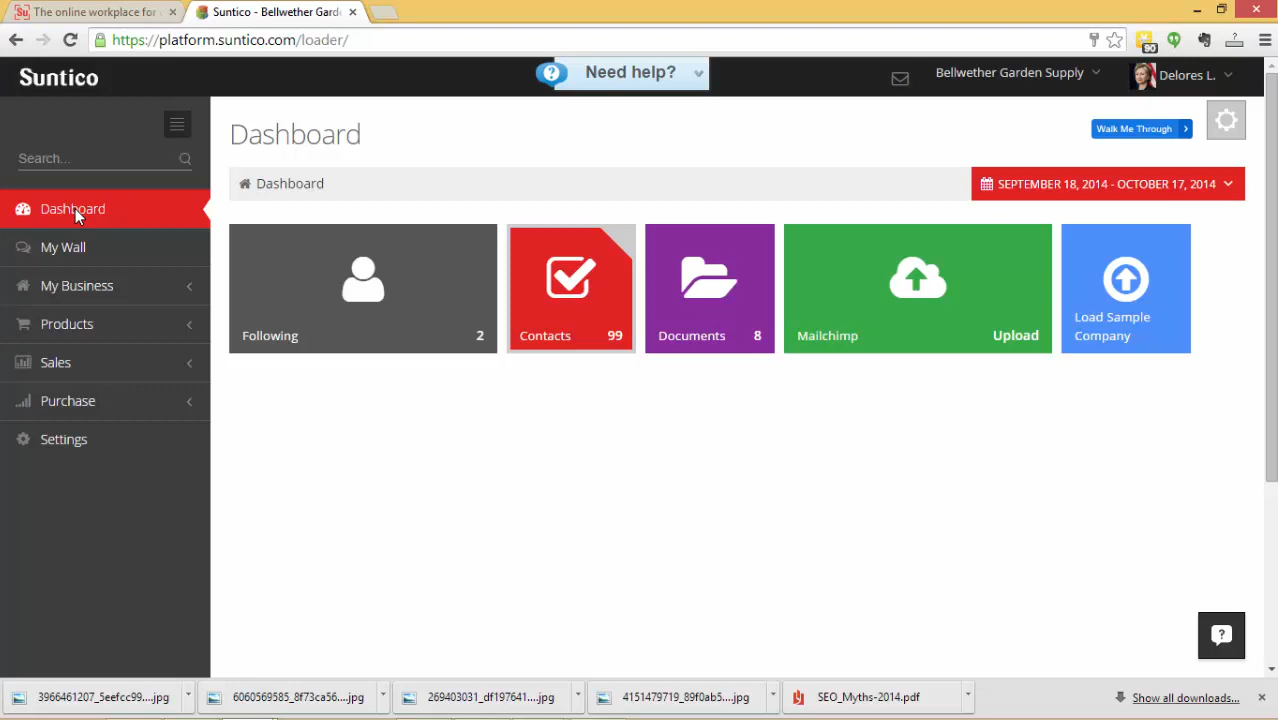 The online workplace for
Suntico - Bellwether Gard
https://platform.suntico.com/loader/
90
Suntico
Need help?
Bellwether Garden Supply
Delores L.
Search...
Dashboard
My Wall
My Business
Products
Sales
Purchase
Settings
Dashboard
Walk Me Through
Dashboard
SEPTEMBER 18, 2014 - OCTOBER 17, 2014
Following 2
Contacts 99
Documents 8
Mailchimp Upload
Load Sample
Company
3966461207_5eefcc99....jpg
6060569585_8f73ca56....jpg
269403031_df197641....jpg
4151479719_89f0ab5....jpg
SEO_Myths-2014.pdf
Show all downloads...